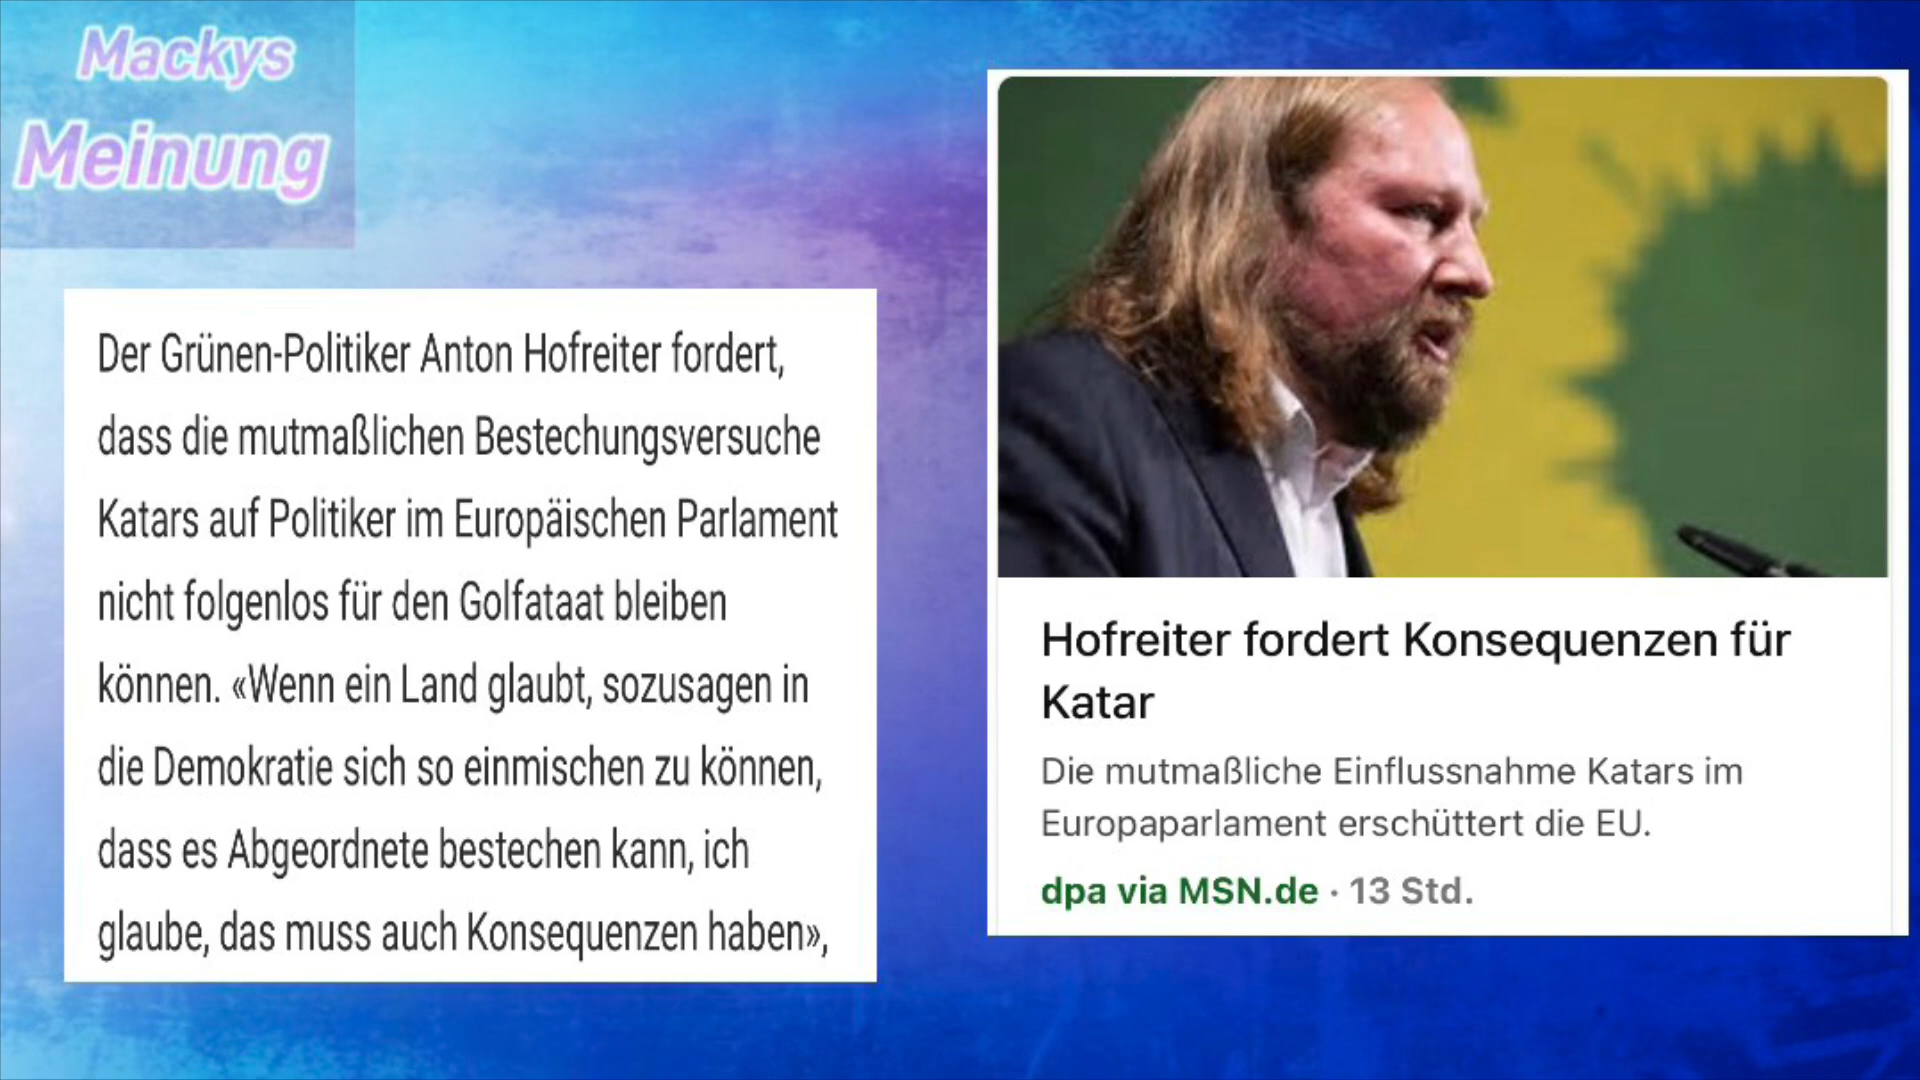 Mackys
Meinung
Der Grünen-Politiker Anton Hofreiter fordert,
dass die mutmaßlichen Bestechungsversuche
Katars auf Politiker im Europäischen Parlament
nicht folgenlos für den Golfataat bleiben
können. «Wenn ein Land glaubt, sozusagen in
die Demokratie sich so einmischen zu können,
dass es Abgeordnete bestechen kann, ich
glaube, das muss auch Konsequenzen haben»,
Hofreiter fordert Konsequenzen für
Katar
Die mutmaßliche Einflussnahme Katars im
Europaparlament erschüttert die EU.
dpa via MSN.de · 13 Std.